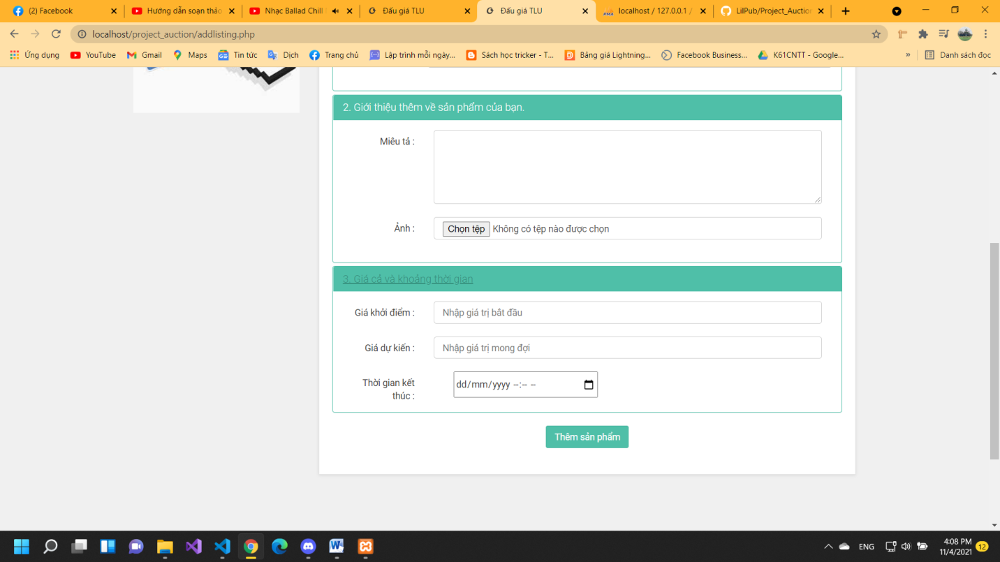 (2) Facebook
Hướng dẫn soạn thảo
Nhạc Ballad Chill
Đấu giá TLU
Đấu giá TLU
localhost / 127.0.0.1 /
LilPub/Project_Auction
localhost/project_auction/addlisting.php
Ứng dụng
YouTube
Gmail
Maps
Tin tức
Dịch
Trang chủ
Lập trình mỗi ngày...
Sách học tricker - T...
Bảng giá Lightning...
Facebook Business...
K61CNTT - Google...
»
Danh sách đọc
2. Giới thiệu thêm về sản phẩm của bạn.
Miêu tả :
Ảnh :
Chọn tệp Không có tệp nào được chọn
3. Giá cả và khoảng thời gian
Giá khởi điểm :
Nhập giá trị bắt đầu
Giá dự kiến :
Nhập giá trị mong đợi
Thời gian kết
thúc :
dd/mm/yyyy --:-- --
Thêm sản phẩm
ENG
4:08 PM
11/4/2021
12